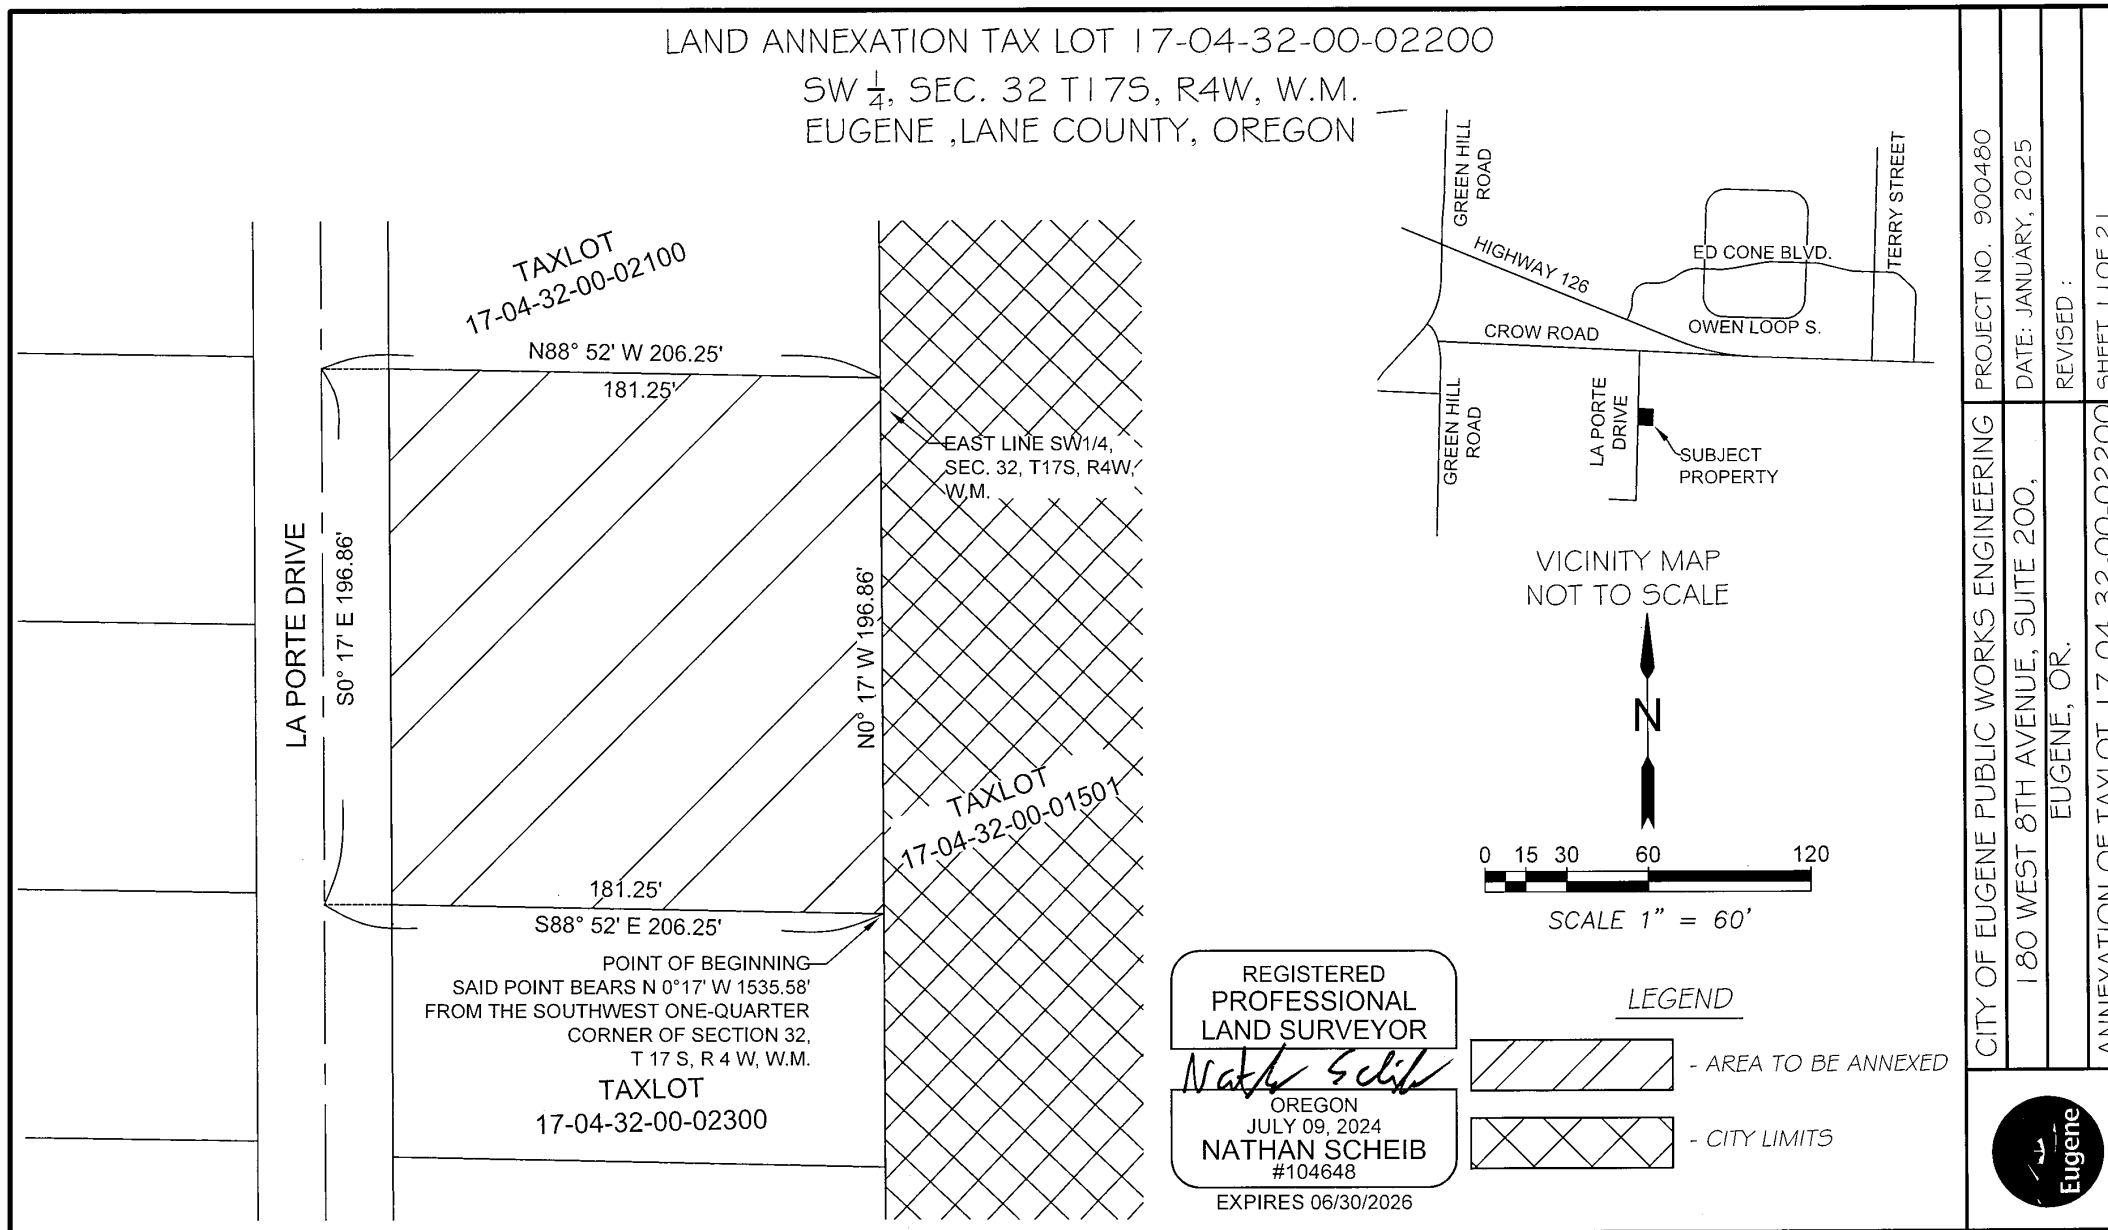 LAND ANNEXATION TAX LOT 17-04-32-00-02200
SW 1/4, SEC. 32 T17S, R4W, W.M.
EUGENE ,LANE COUNTY, OREGON
TAXLOT
17-04-32-00-02100
N88° 52' W 206.25'
181.25'
EAST LINE SW1/4,
SEC. 32, T17S, R4W,
W.M.
LA PORTE DRIVE
S0° 17' E 196.86'
N0° 17' W 196.86'
TAXLOT
17-04-32-00-01501
181.25'
S88° 52' E 206.25'
POINT OF BEGINNING
SAID POINT BEARS N 0°17' W 1535.58'
FROM THE SOUTHWEST ONE-QUARTER
CORNER OF SECTION 32,
T 17 S, R 4 W, W.M.
TAXLOT
17-04-32-00-02300
GREEN HILL
ROAD
HIGHWAY 126
ED CONE BLVD.
TERRY STREET
OWEN LOOP S.
CROW ROAD
GREEN HILL
ROAD
LA PORTE
DRIVE
SUBJECT
PROPERTY
VICINITY MAP
NOT TO SCALE
N
0 15 30 60 120
SCALE 1" = 60'
REGISTERED
PROFESSIONAL
LAND SURVEYOR
OREGON
JULY 09, 2024
NATHAN SCHEIB
#104648
EXPIRES 06/30/2026
LEGEND
- AREA TO BE ANNEXED
- CITY LIMITS
CITY OF EUGENE PUBLIC WORKS ENGINEERING
180 WEST 8TH AVENUE, SUITE 200,
EUGENE, OR.
ANNEXATION OF TAXLOT 17-04-32-00-02200
PROJECT NO. 900480
DATE: JANUARY, 2025
REVISED :
Eugene